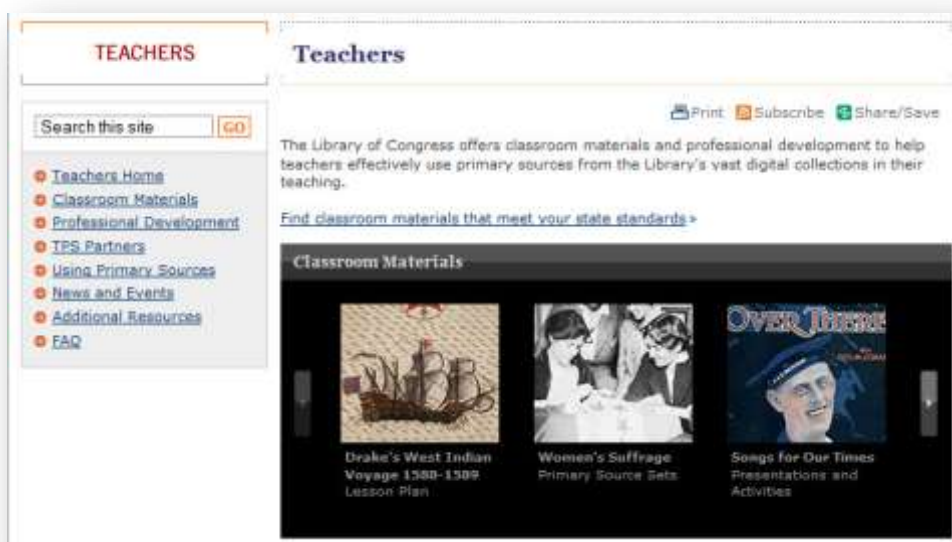 TEACHERS
Teachers
Search this site GO
Print Subscribe Share/Save
The Library of Congress offers classroom materials and professional development to help
teachers effectively use primary sources from the Library's vast digital collections in their
teaching.
Find classroom materials that meet your state standards »
Teachers Home
Classroom Materials
Professional Development
TPS Partners
Using Primary Sources
News and Events
Additional Resources
FAQ
Classroom Materials
OVER THERE
Drake's West Indian
Voyage 1588-1589
Lesson Plan
Women's Suffrage
Primary Source Sets
Songs for Our Times
Presentations and
Activities